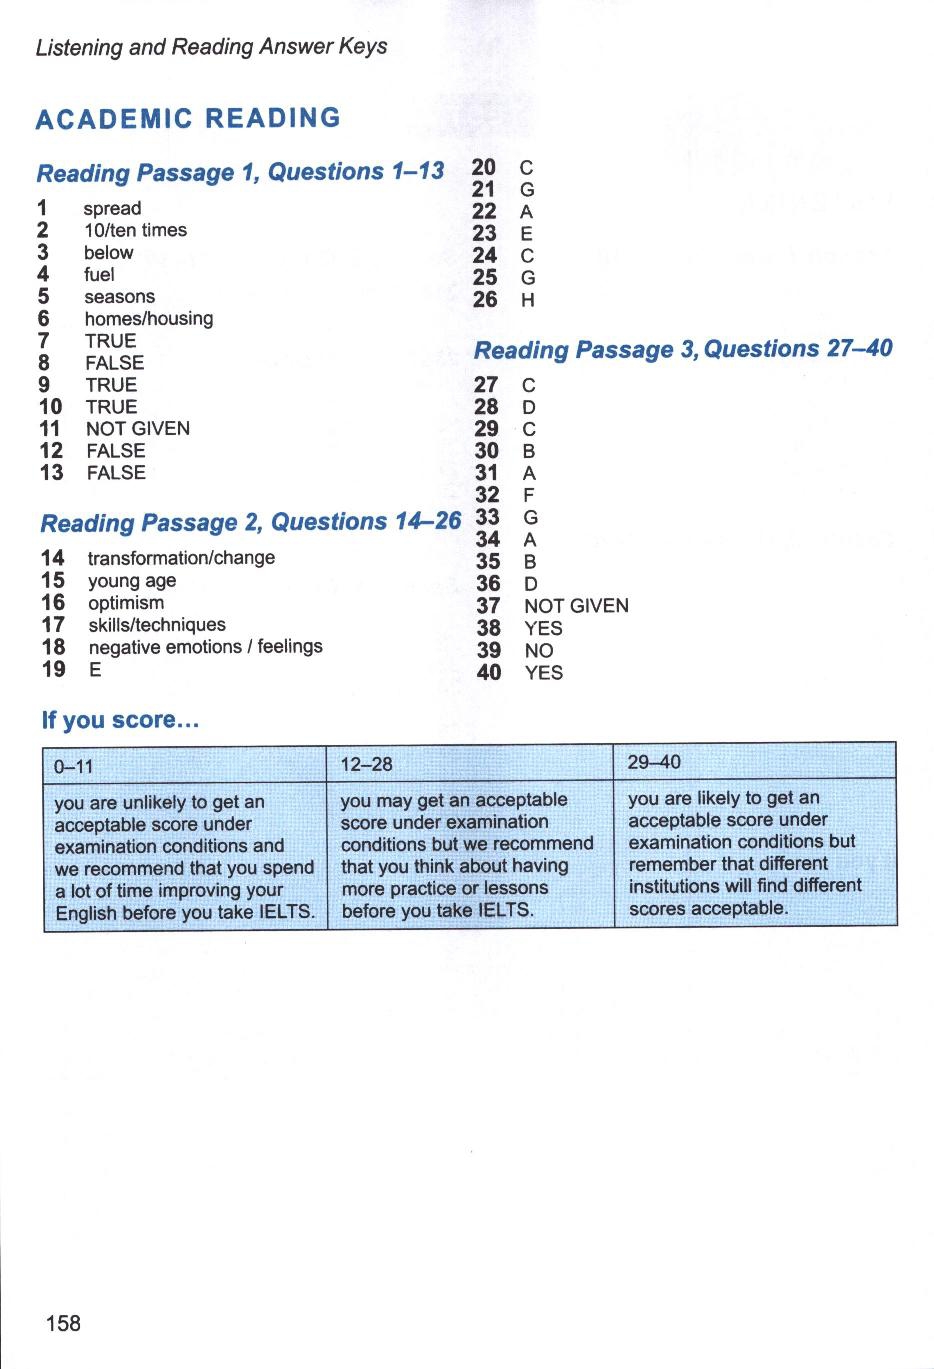 Listening and Reading Answer Keys
ACADEMIC READING
Reading Passage 1, Questions 1–13
1 spread
2 10/ten times
3 below
4 fuel
5 seasons
6 homes/housing
7 TRUE
8 FALSE
9 TRUE
10 TRUE
11 NOT GIVEN
12 FALSE
13 FALSE
Reading Passage 2, Questions 14–26
14 transformation/change
15 young age
16 optimism
17 skills/techniques
18 negative emotions / feelings
19 E
20 C
21 G
22 A
23 E
24 C
25 G
26 H
Reading Passage 3, Questions 27–40
27 C
28 D
29 C
30 B
31 A
32 F
33 G
34 A
35 B
36 D
37 NOT GIVEN
38 YES
39 NO
40 YES
If you score...
0–11
you are unlikely to get an
acceptable score under
examination conditions and
we recommend that you spend
a lot of time improving your
English before you take IELTS.
12–28
you may get an acceptable
score under examination
conditions but we recommend
that you think about having
more practice or lessons
before you take IELTS.
29–40
you are likely to get an
acceptable score under
examination conditions but
remember that different
institutions will find different
scores acceptable.
158